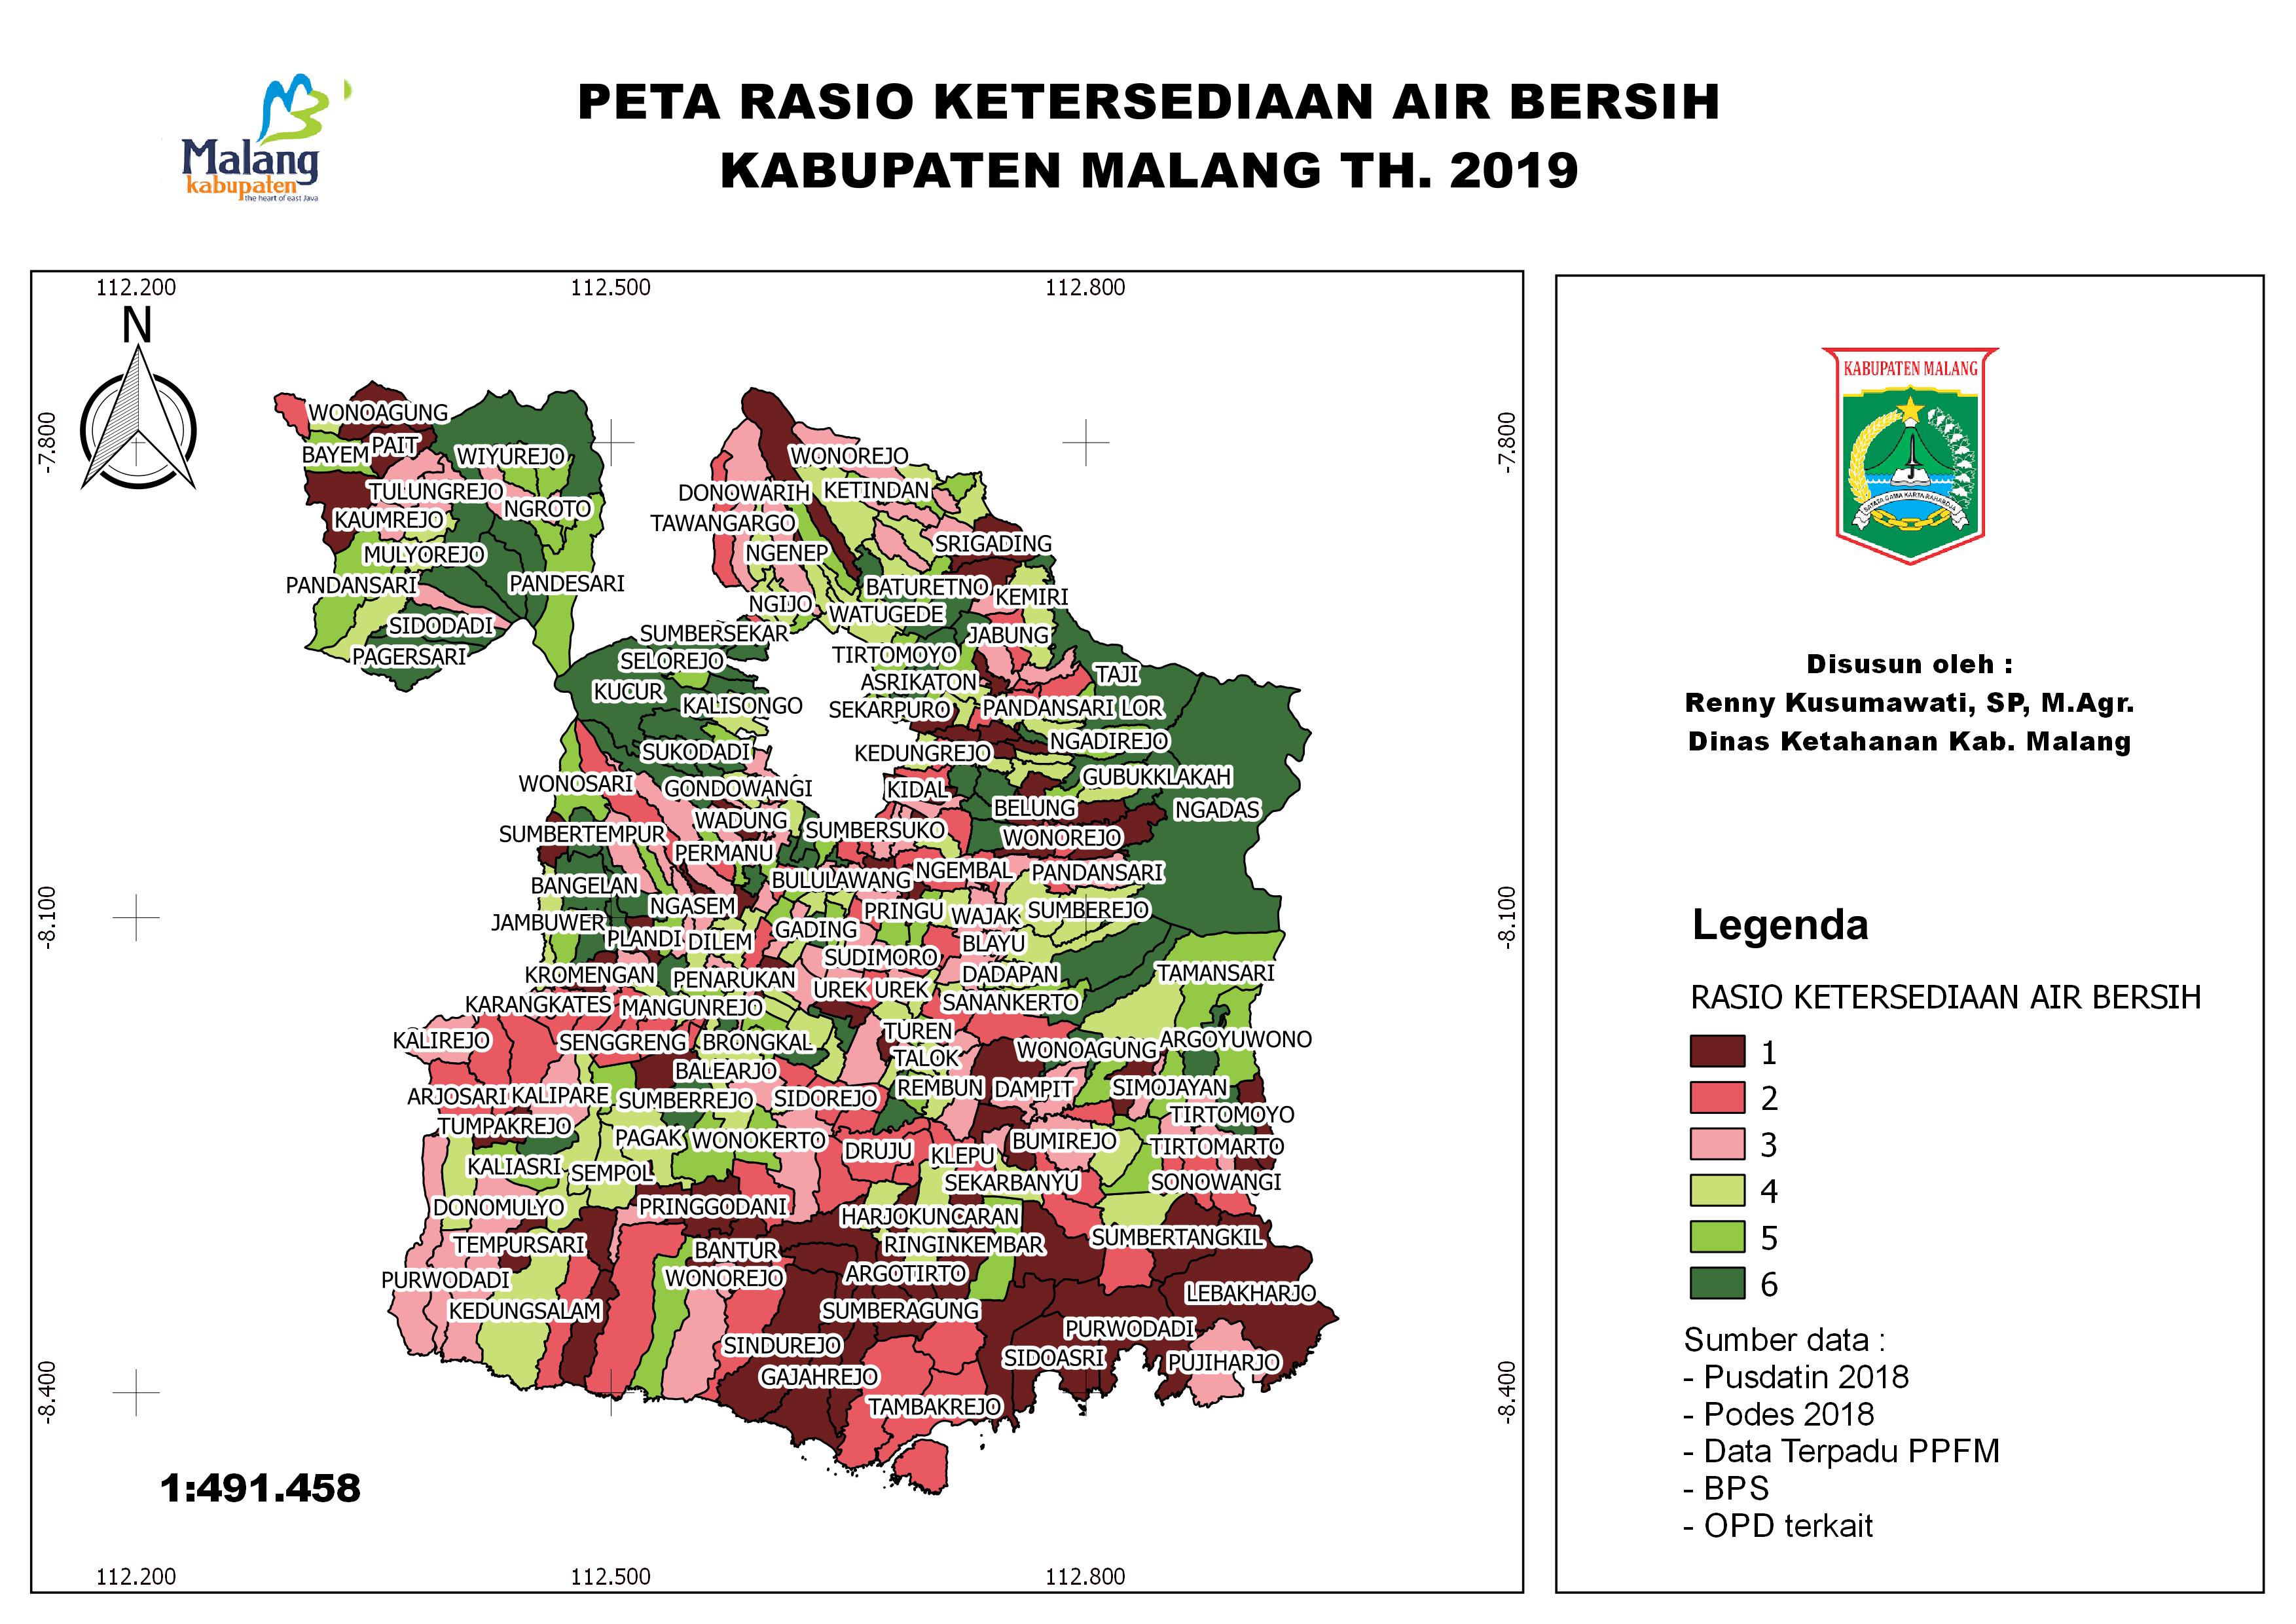 PETA RASIO KETERSEDIAAN AIR BERSIH
KABUPATEN MALANG TH. 2019
Malang
kabupaten
the heart of east Java
112.200 112.500 112.800
N
-7.800 -7.800
-8.100 -8.100
-8.400 -8.400
WONOAGUNG
BAYEM PAIT
WIYUREJO
TULUNGREJO
NGROTO
KAUMREJO
MULYOREJO
PANDANSARI
PANDESARI
SIDODADI
PAGERSARI
WONOREJO
DONOWARIH KETINDAN
TAWANGARGO
NGENEP
SRIGADING
BATURETNO
KEMIRI
NGIJO
WATUGEDE
SUMBERSEKAR
JABUNG
SELOREJO
TIRTOMOYO
TAJI
KUCUR
ASRIKATON
KALISONGO
SEKARPURO
PANDANSARI LOR
NGADIREJO
SUKODADI
KEDUNGREJO
WONOSARI
GONDOWANGI
KIDAL
GUBUKKLAKAH
BELUNG
NGADAS
WADUNG
SUMBERSUKO
SUMBERTEMPUR
WONOREJO
PERMANU
BANGELAN
BULULAWANG
NGEMBAL
PANDANSARI
NGASEM
PRINGU
WAJAK
SUMBEREJO
JAMBUWER
PLANDI
DILEM
GADING
BLAYU
SUDIMORO
KROMENGAN
PENARUKAN
UREK UREK
DADAPAN
TAMANSARI
KARANGKATES
MANGUNREJO
SANANKERTO
KALIREJO
SENGGRENG
BRONGKAL
TUREN
ARGOYUWONO
TALOK
WONOAGUNG
BALEARJO
REMBUN
DAMPIT
SIMOJAYAN
ARJOSARI
KALIPARE
SUMBERREJO
SIDOREJO
TIRTOMOYO
TUMPAKREJO
PAGAK
WONOKERTO
DRUJU
KLEPU
BUMIREJO
TIRTOMARTO
KALIASRI
SEMPOL
SEKARBANYU
SONOWANGI
DONOMULYO
PRINGGODANI
HARJOKUNCARAN
TEMPURSARI
BANTUR
RINGINKEMBAR
SUMBERTANGKIL
PURWODADI
WONOREJO
ARGOTIRTO
LEBAKHARJO
KEDUNGSALAM
SUMBERAGUNG
PURWODADI
SINDUREJO
SIDOASRI
PUJIHARJO
GAJAHREJO
TAMBAKREJO
1:491.458
112.200 112.500 112.800
KABUPATEN MALANG
SATATA GAMA KARTA RAHARDJA
Disusun oleh :
Renny Kusumawati, SP, M.Agr.
Dinas Ketahanan Kab. Malang
Legenda
RASIO KETERSEDIAAN AIR BERSIH
1
2
3
4
5
6
Sumber data :
- Pusdatin 2018
- Podes 2018
- Data Terpadu PPFM
- BPS
- OPD terkait